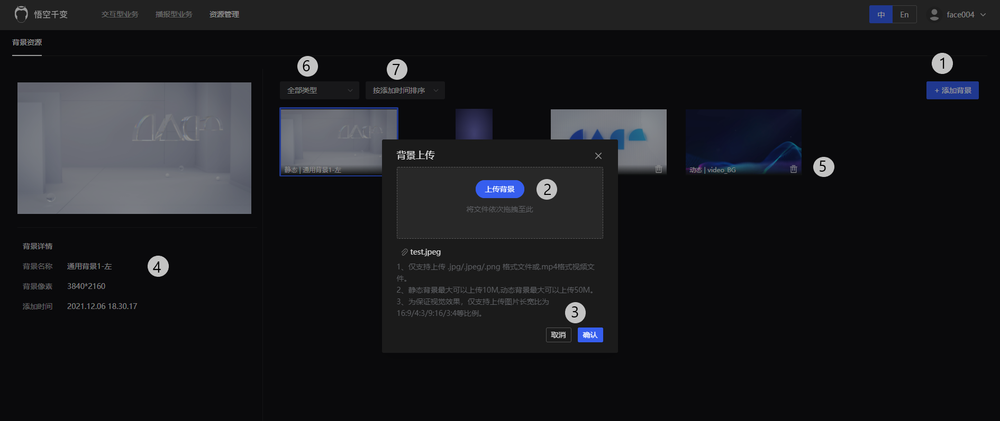 悟空千变
交互型业务
播报型业务
资源管理
中
En
face004
背景资源
6
7
1
全部类型
按添加时间排序
+ 添加背景
静态 | 通用背景1-左
动态 | video_BG
5
背景上传
上传背景
2
将文件依次拖拽至此
test.jpeg
1、仅支持上传 .jpg/.jpeg/.png 格式文件或.mp4格式视频文
件。
2、静态背景最大可以上传10M,动态背景最大可以上传50M。
3、为保证视觉效果，仅支持上传图片长宽比为
16:9/4:3/9:16/3:4等比例。
3
取消
确认
背景详情
背景名称 通用背景1-左
4
背景像素 3840*2160
添加时间 2021.12.06 18.30.17